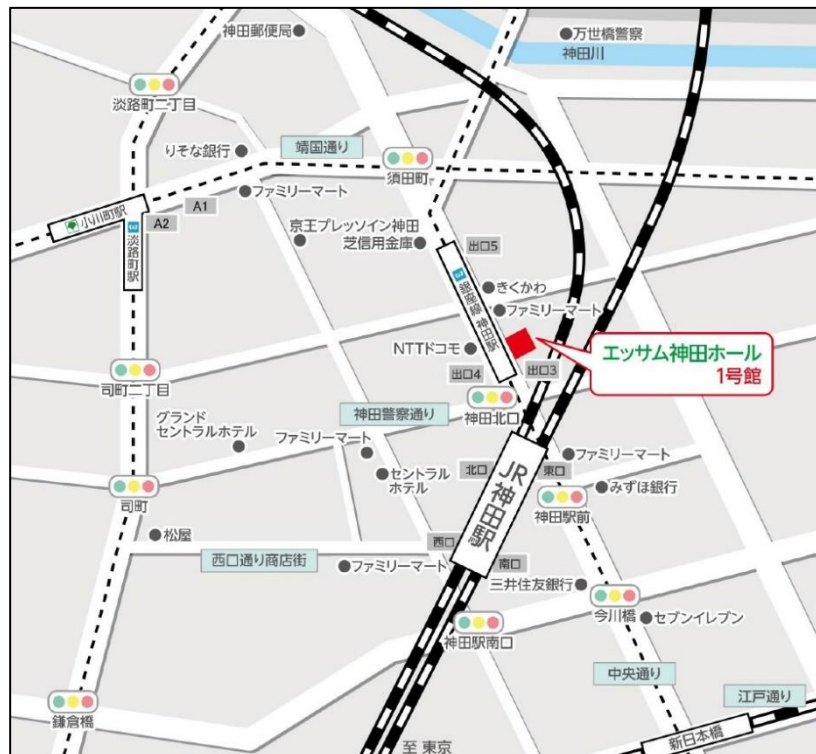 神田郵便局
万世橋警察
神田川
淡路町二丁目
りそな銀行
靖国通り
須田町
ファミリーマート
小川町駅
A1
A2
淡路町駅
京王プレッソイン神田
芝信用金庫
出口5
きくかわ
ファミリーマート
銀座線 神田駅
NTTドコモ
エッサム神田ホール
1号館
出口4
出口3
司町二丁目
神田警察通り
神田北口
グランド
セントラルホテル
ファミリーマート
セントラル
ホテル
北口
JR神田駅
東口
ファミリーマート
みずほ銀行
神田駅前
司町
松屋
西口通り商店街
西口
ファミリーマート
南口
三井住友銀行
今川橋
セブンイレブン
神田駅南口
中央通り
江戸通り
鎌倉橋
新日本橋
至 東京